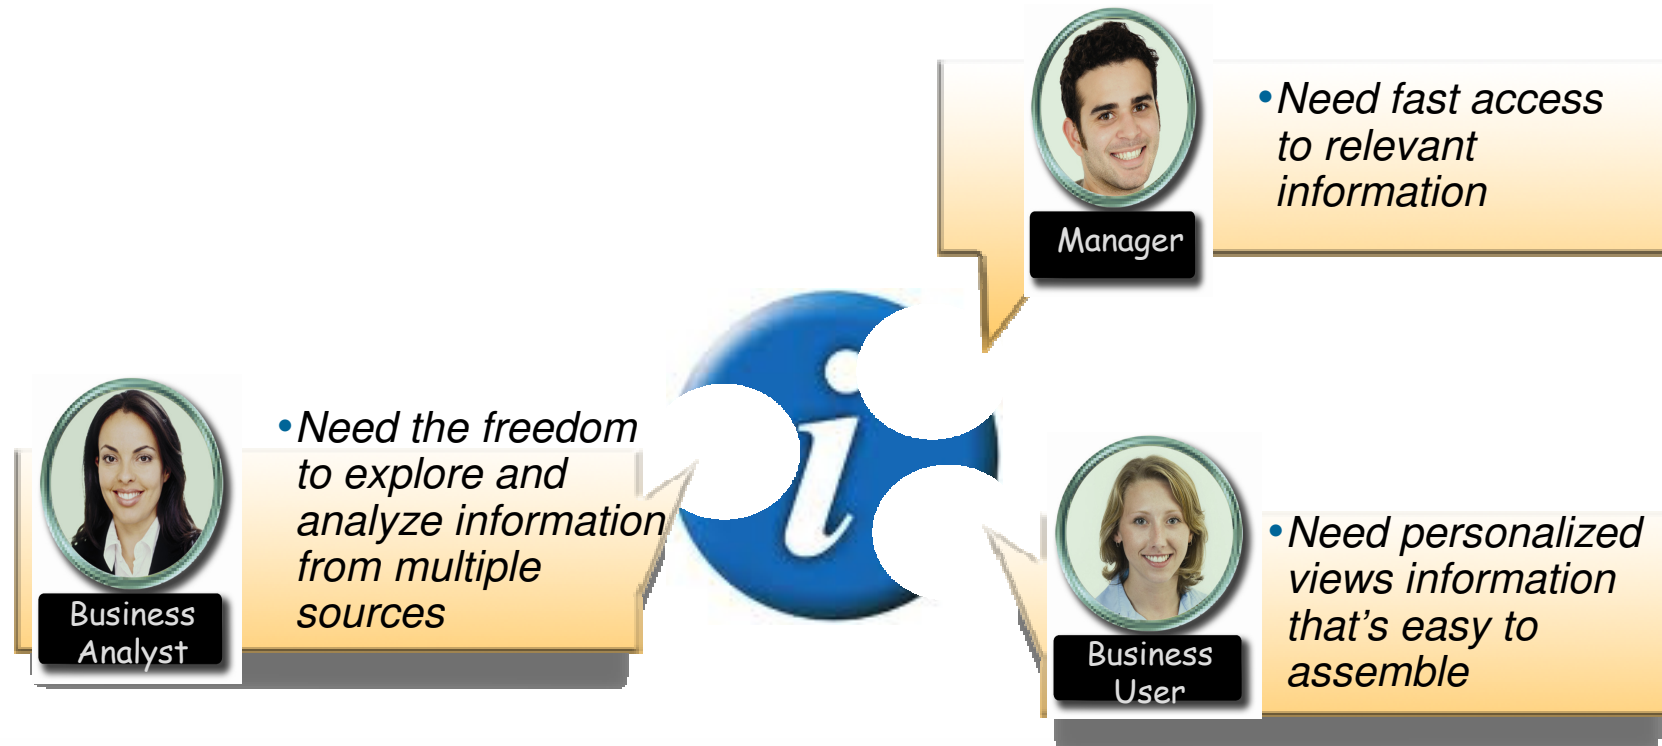 •Need fast access
to relevant
information
Manager
i
•Need the freedom
to explore and
analyze information
from multiple
sources
Business
Analyst
•Need personalized
views information
that's easy to
assemble
Business
User